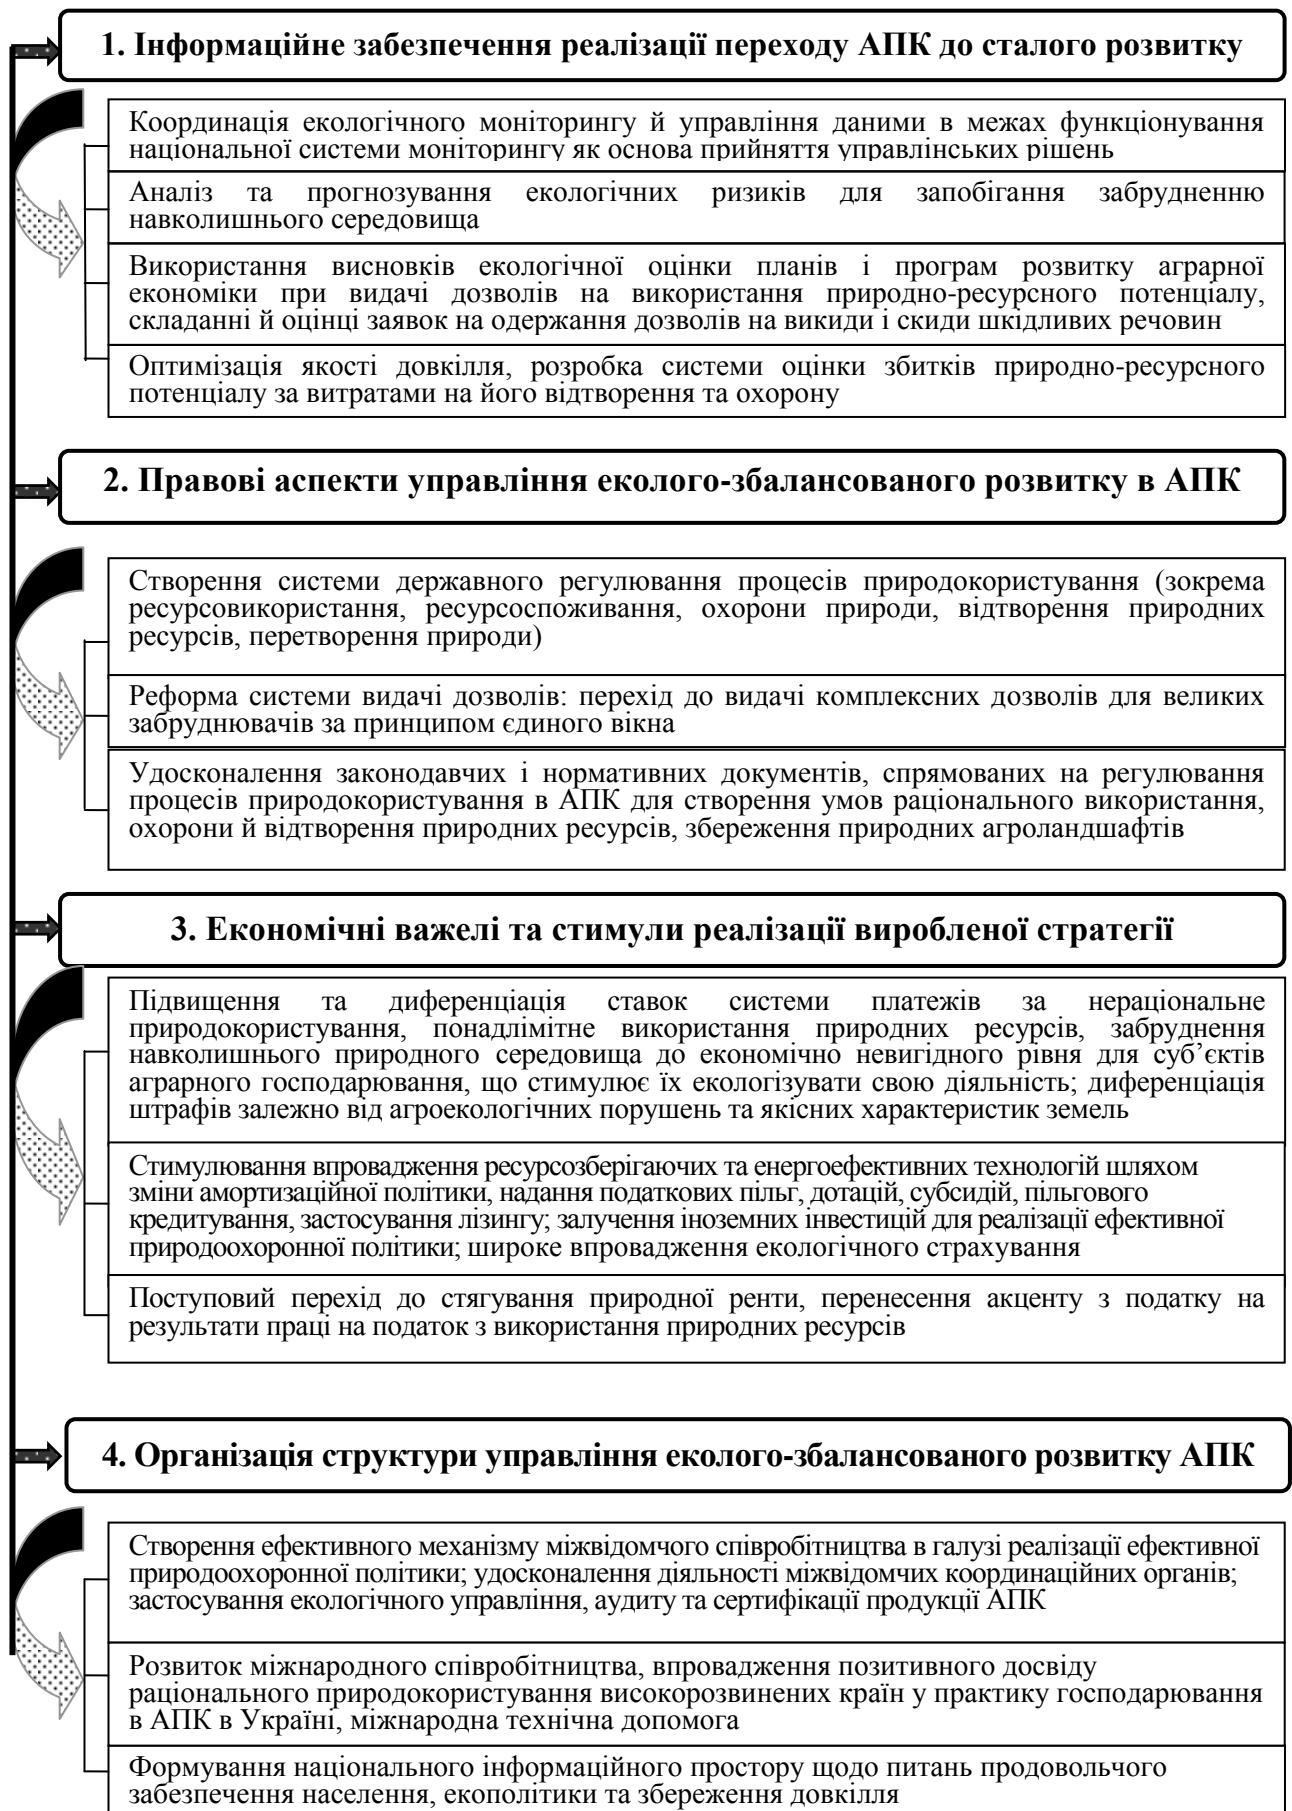 1. Інформаційне забезпечення реалізації переходу АПК до сталого розвитку
Координація екологічного моніторингу й управління даними в межах функціонування
національної системи моніторингу як основа прийняття управлінських рішень
Аналіз та прогнозування екологічних ризиків для запобігання забрудненню
навколишнього середовища
Використання висновків екологічної оцінки планів і програм розвитку аграрної
економіки при видачі дозволів на використання природно-ресурсного потенціалу,
складанні й оцінці заявок на одержання дозволів на викиди і скиди шкідливих речовин
Оптимізація якості довкілля, розробка системи оцінки збитків природно-ресурсного
потенціалу за витратами на його відтворення та охорону
2. Правові аспекти управління еколого-збалансованого розвитку в АПК
Створення системи державного регулювання процесів природокористування (зокрема
ресурсовикористання, ресурсоспоживання, охорони природи, відтворення природних
ресурсів, перетворення природи)
Реформа системи видачі дозволів: перехід до видачі комплексних дозволів для великих
забруднювачів за принципом єдиного вікна
Удосконалення законодавчих і нормативних документів, спрямованих на регулювання
процесів природокористування в АПК для створення умов раціонального використання,
охорони й відтворення природних ресурсів, збереження природних агроландшафтів
3. Економічні важелі та стимули реалізації виробленої стратегії
Підвищення та диференціація ставок системи платежів за нераціональне
природокористування, понадлімітне використання природних ресурсів, забруднення
навколишнього природного середовища до економічно невигідного рівня для суб’єктів
аграрного господарювання, що стимулює їх екологізувати свою діяльність; диференціація
штрафів залежно від агроекологічних порушень та якісних характеристик земель
Стимулювання впровадження ресурсозберігаючих та енергоефективних технологій шляхом
зміни амортизаційної політики, надання податкових пільг, дотацій, субсидій, пільгового
кредитування, застосування лізингу; залучення іноземних інвестицій для реалізації ефективної
природоохоронної політики; широке впровадження екологічного страхування
Поступовий перехід до стягування природної ренти, перенесення акценту з податку на
результати праці на податок з використання природних ресурсів
4. Організація структури управління еколого-збалансованого розвитку АПК
Створення ефективного механізму міжвідомчого співробітництва в галузі реалізації ефективної
природоохоронної політики; удосконалення діяльності міжвідомчих координаційних органів;
застосування екологічного управління, аудиту та сертифікації продукції АПК
Розвиток міжнародного співробітництва, впровадження позитивного досвіду
раціонального природокористування високорозвинених країн у практику господарювання
в АПК в Україні, міжнародна технічна допомога
Формування національного інформаційного простору щодо питань продовольчого
забезпечення населення, екополітики та збереження довкілля